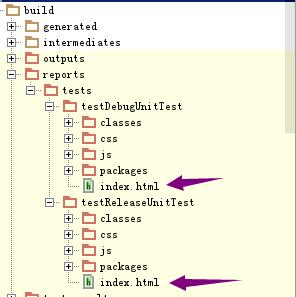 build
generated
intermediates
outputs
reports
tests
testDebugUnitTest
classes
css
js
packages
index.html
testReleaseUnitTest
classes
css
js
packages
index.html